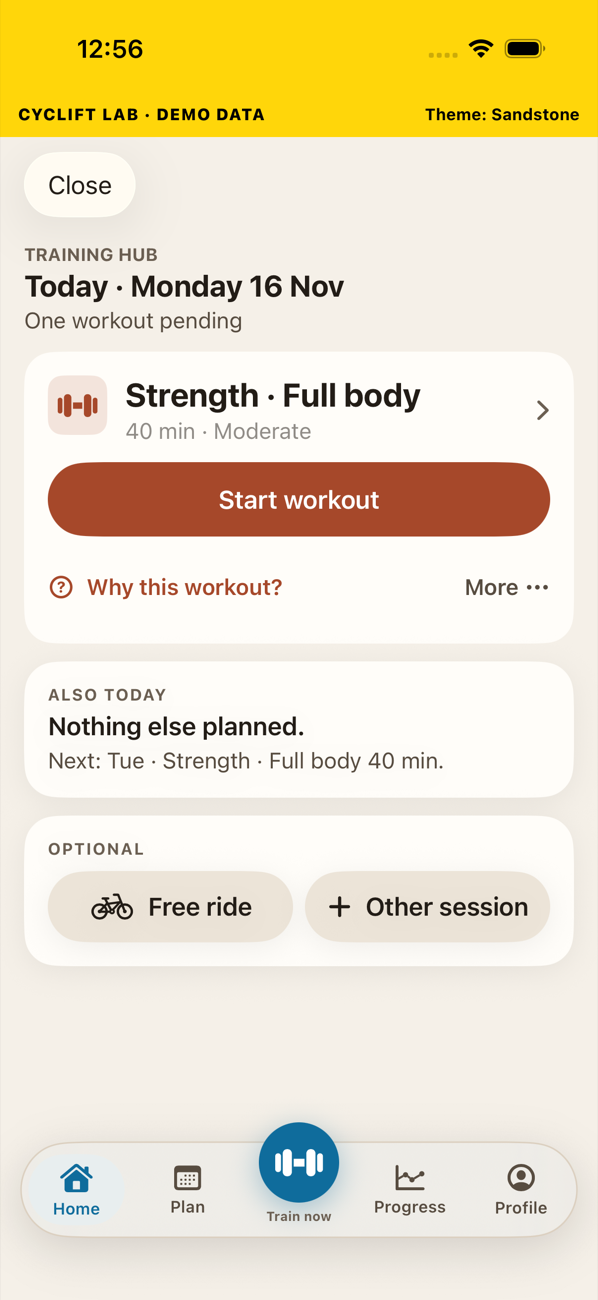 12:56
CYCLIFT LAB · DEMO DATA
Theme: Sandstone
Close
TRAINING HUB
Today · Monday 16 Nov
One workout pending
Strength · Full body
40 min · Moderate
Start workout
Why this workout?
More ···
ALSO TODAY
Nothing else planned.
Next: Tue · Strength · Full body 40 min.
OPTIONAL
Free ride
+ Other session
Home
Plan
Train now
Progress
Profile